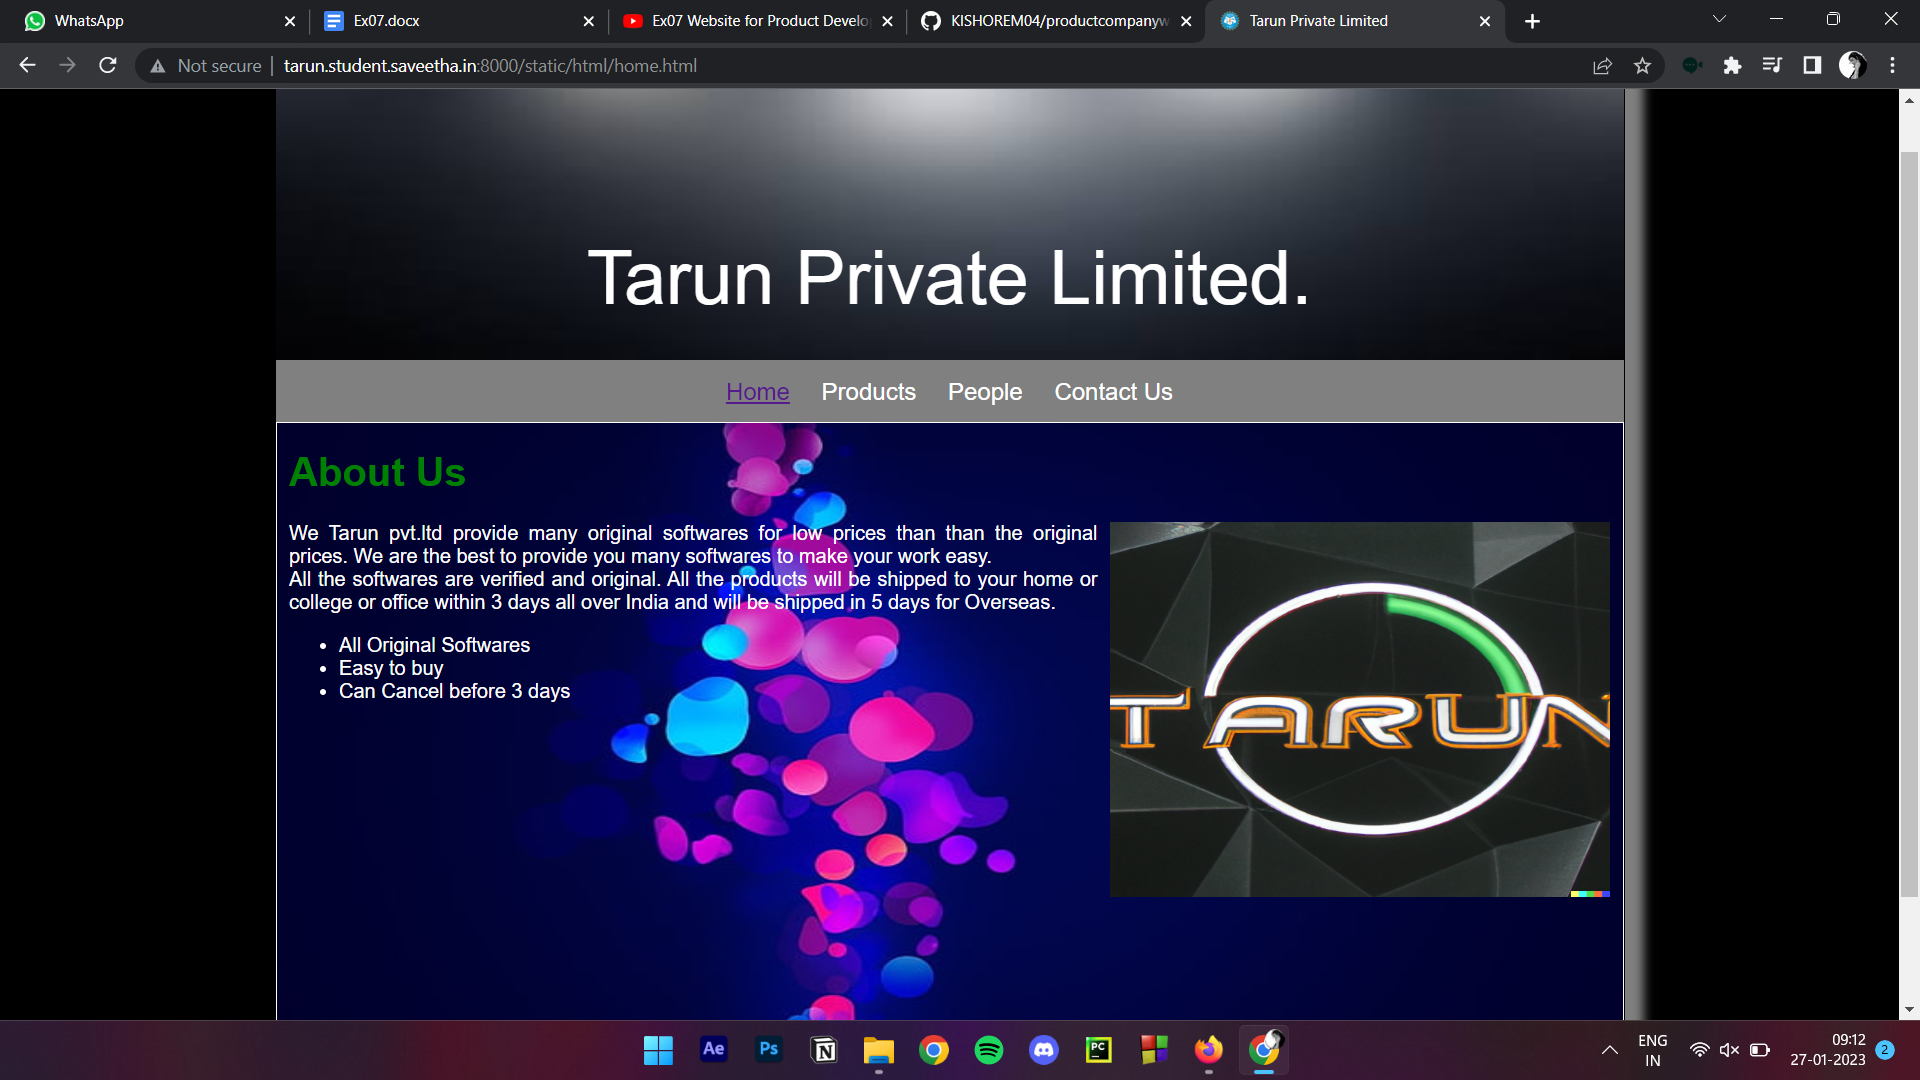 WhatsApp
Ex07.docx
Ex07 Website for Product Develo
KISHOREM04/productcompanyw
Tarun Private Limited
Not secure
tarun.student.saveetha.in:8000/static/html/home.html
Tarun Private Limited.
Home Products People Contact Us
About Us
We Tarun pvt.ltd provide many original softwares for low prices than than the original
prices. We are the best to provide you many softwares to make your work easy.
All the softwares are verified and original. All the products will be shipped to your home or
college or office within 3 days all over India and will be shipped in 5 days for Overseas.
• All Original Softwares
• Easy to buy
• Can Cancel before 3 days
TARUN
Ae
Ps
N
PC
ENG
IN
09:12
27-01-2023
2